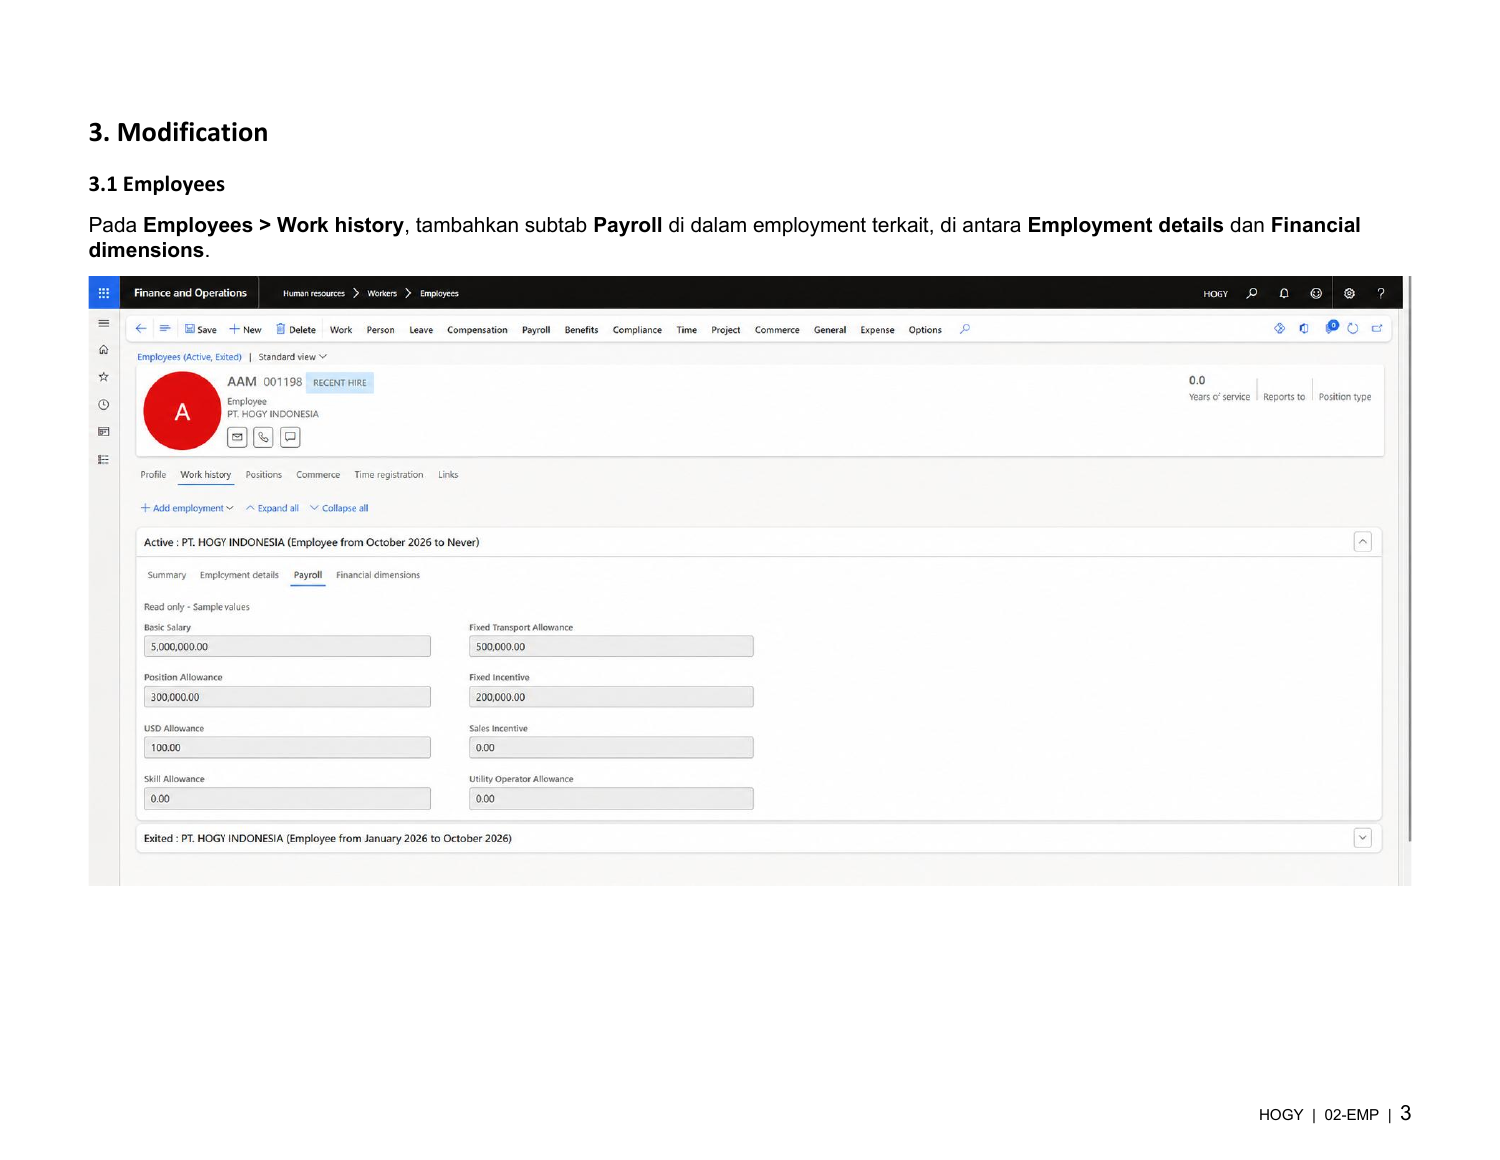 3. Modification
3.1 Employees
Pada Employees > Work history, tambahkan subtab Payroll di dalam employment terkait, di antara Employment details dan Financial
dimensions.
Finance and Operations Human resources > Workers > Employees HOGY ?
Save + New Delete Work Person Leave Compensation Payroll Benefits Compliance Time Project Commerce General Expense Options 0
Employees (Active, Exited) | Standard view
A
AAM 001198 RECENT HIRE
Employee
PT. HOGY INDONESIA
0.0
Years of service Reports to Position type
Profile Work history Positions Commerce Time registration Links
+ Add employment Expand all Collapse all
Active : PT. HOGY INDONESIA (Employee from October 2026 to Never)
Summary Employment details Payroll Financial dimensions
Read only - Sample values
Basic Salary Fixed Transport Allowance
5,000,000.00 500,000.00
Position Allowance Fixed Incentive
300,000.00 200,000.00
USD Allowance Sales Incentive
100.00 0.00
Skill Allowance Utility Operator Allowance
0.00 0.00
Exited : PT. HOGY INDONESIA (Employee from January 2026 to October 2026)
HOGY | 02-EMP | 3